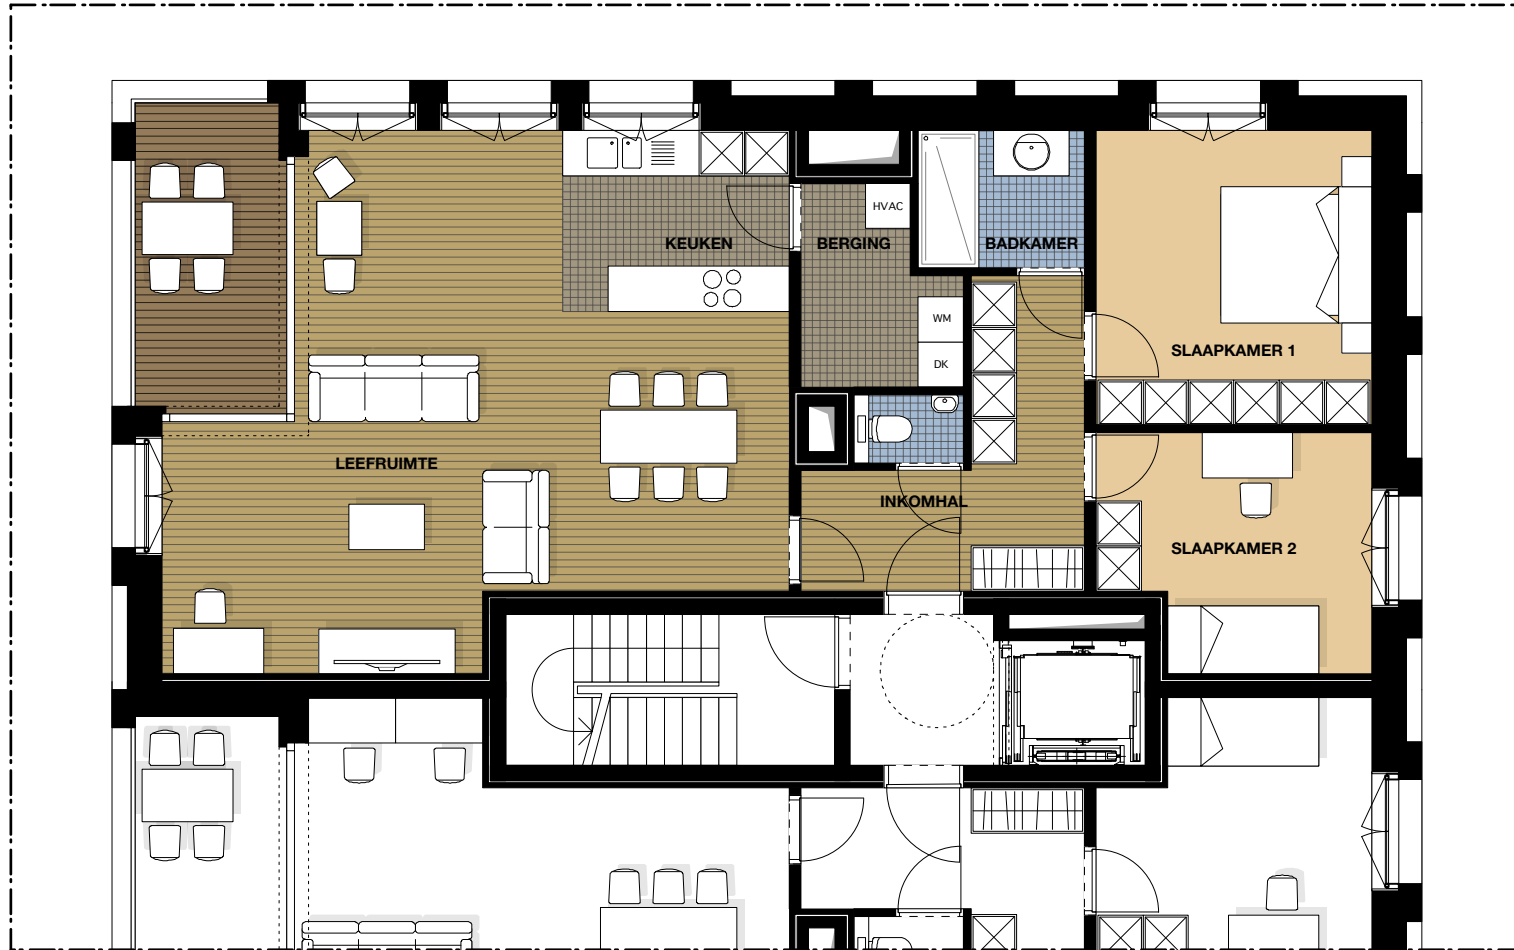 HVAC
KEUKEN
BERGING
BADKAMER
WM
SLAAPKAMER 1
DK
LEEFRUIMTE
INKOMHAL
SLAAPKAMER 2